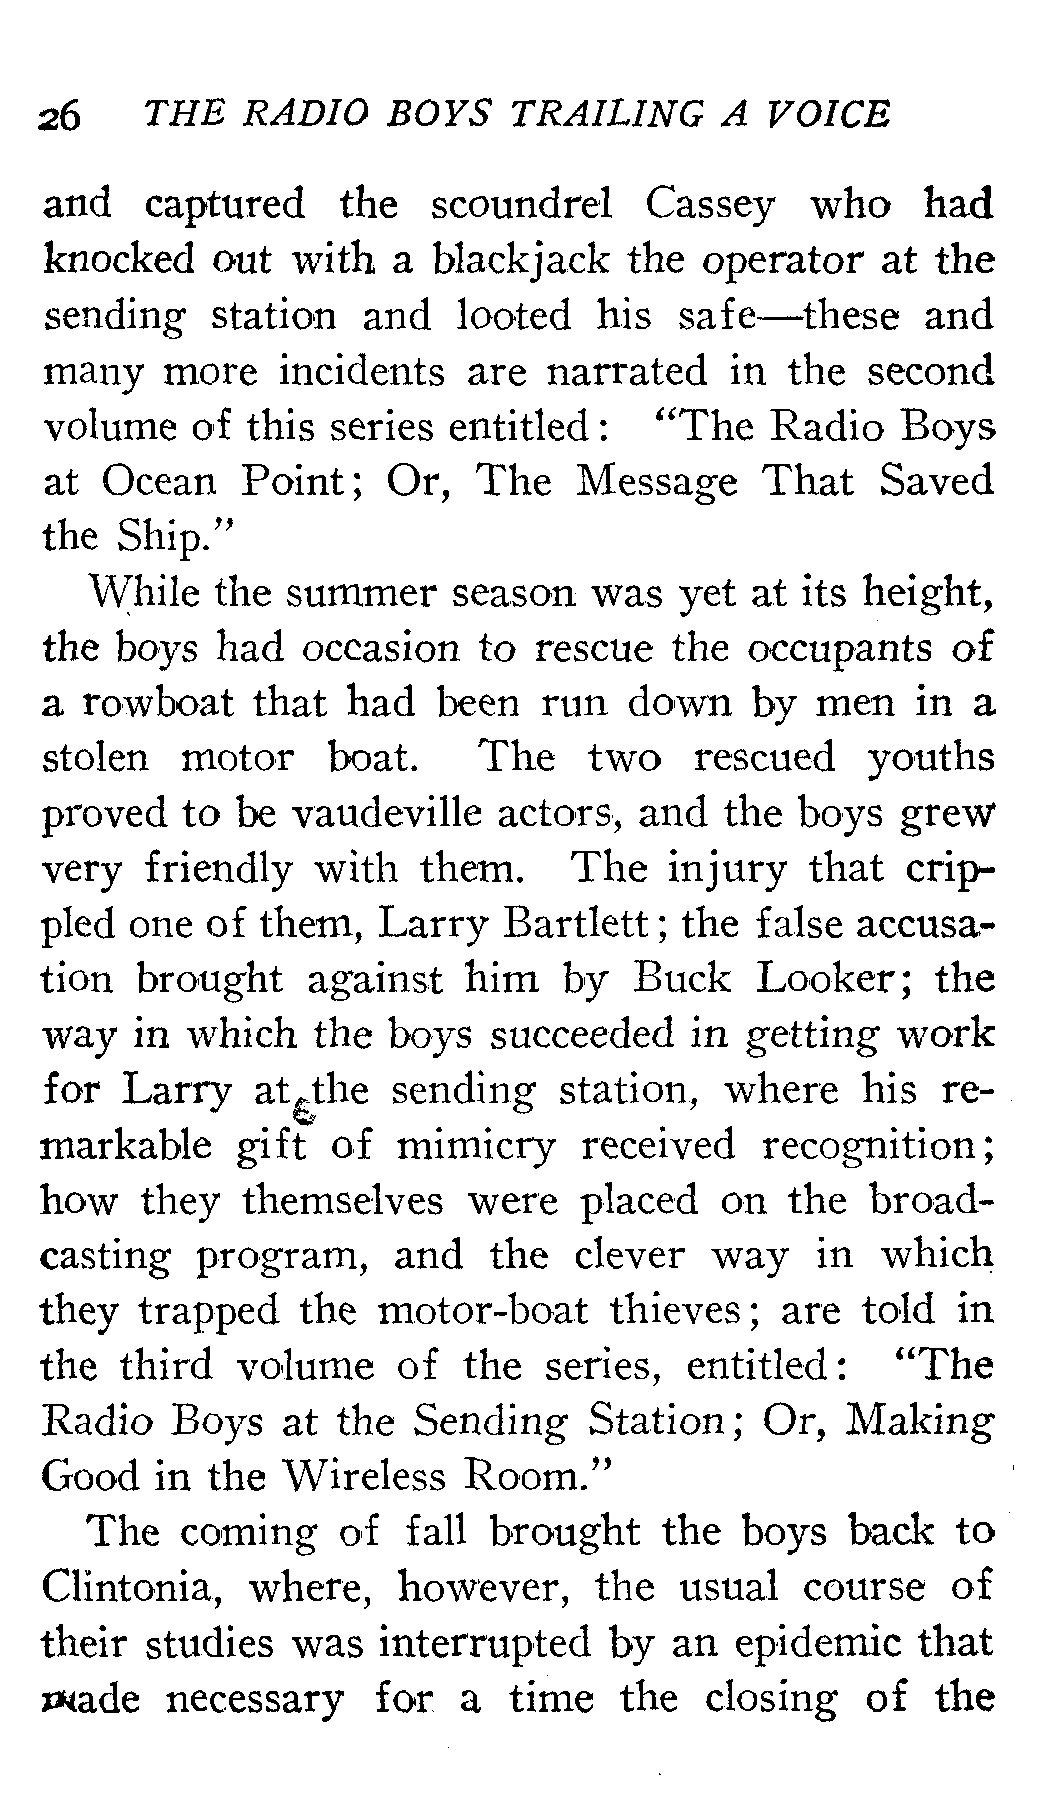 26 THE RADIO BOYS TRAILING A VOICE
and captured the scoundrel Cassey who had
knocked out with a blackjack the operator at the
sending station and looted his safe—these and
many more incidents are narrated in the second
volume of this series entitled: "The Radio Boys
at Ocean Point; Or, The Message That Saved
the Ship."
While the summer season was yet at its height,
the boys had occasion to rescue the occupants of
a rowboat that had been run down by men in a
stolen motor boat. The two rescued youths
proved to be vaudeville actors, and the boys grew
very friendly with them. The injury that crip-
pled one of them, Larry Bartlett; the false accusa-
tion brought against him by Buck Looker; the
way in which the boys succeeded in getting work
for Larry at the sending station, where his re-
markable gift of mimicry received recognition;
how they themselves were placed on the broad-
casting program, and the clever way in which
they trapped the motor-boat thieves; are told in
the third volume of the series, entitled: "The
Radio Boys at the Sending Station; Or, Making
Good in the Wireless Room."
The coming of fall brought the boys back to
Clintonia, where, however, the usual course of
their studies was interrupted by an epidemic that
made necessary for a time the closing of the